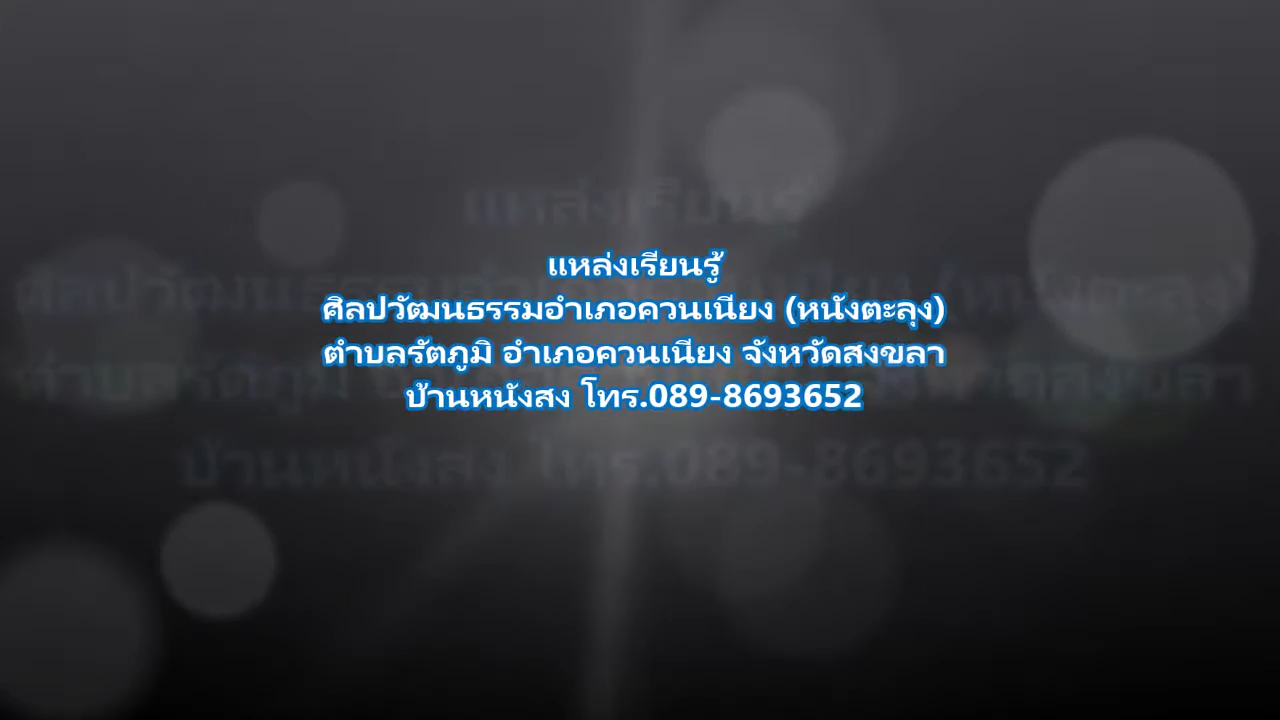 แหล่งเรียนรู้
ศิลปวัฒนธรรมอำเภอควนเนียง (หนังตะลุง)
ตำบลรัตภูมิ อำเภอควนเนียง จังหวัดสงขลา
บ้านหนังสง โทร.089-8693652